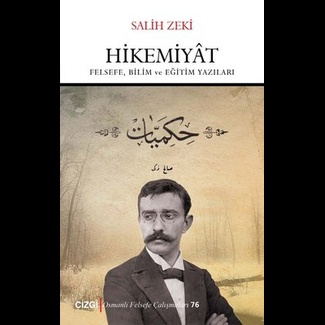 SALİH ZEKİ
HİKEMİYÂT
FELSEFE, BİLİM ve EĞİTİM YAZILARI
حكميات
صالح زكى
ÇİZGİ Osmanlı Felsefe Çalışmaları 76